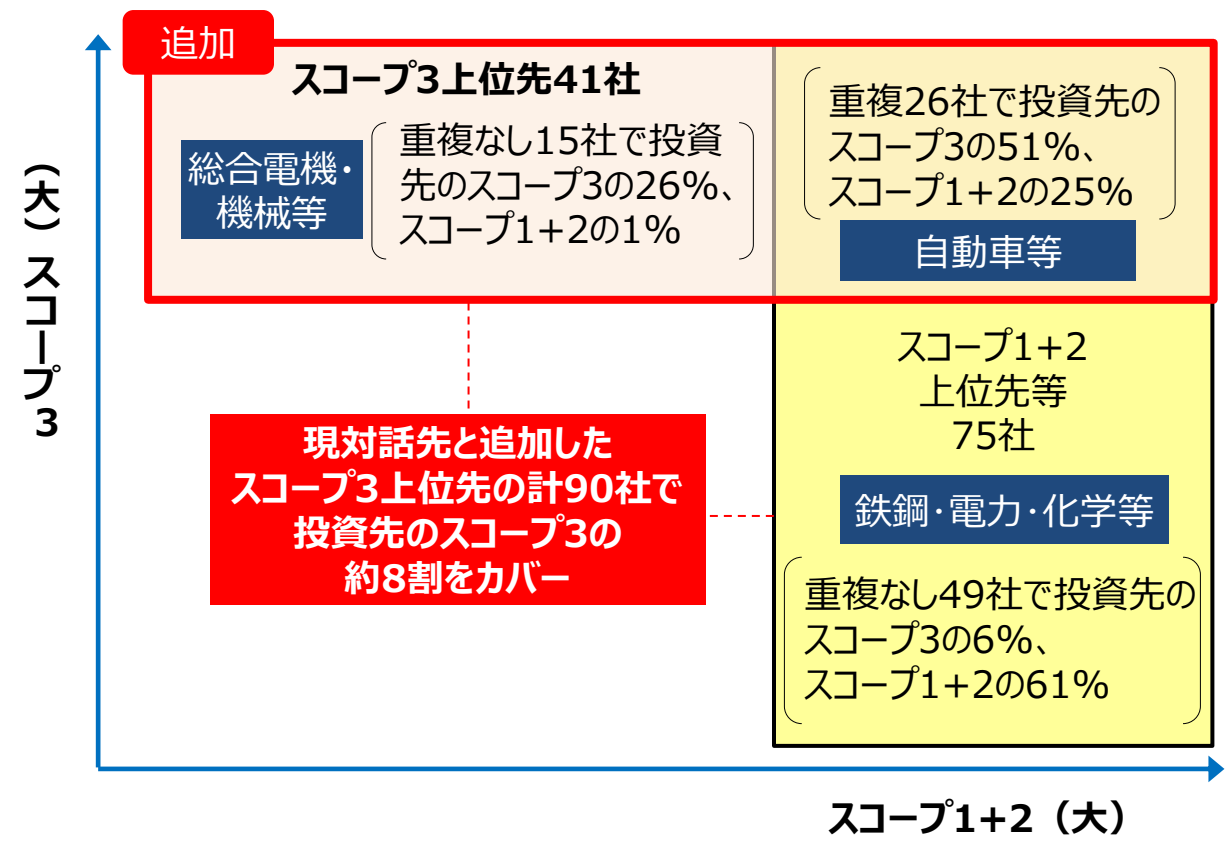 追加
スコープ3上位先41社
総合電機・
機械等
重複なし15社で投資
先のスコープ3の26%、
スコープ1+2の1%
重複26社で投資先の
スコープ3の51%、
スコープ1+2の25%
自動車等
(大)スコープ3
現対話先と追加した
スコープ3上位先の計90社で
投資先のスコープ3の
約8割をカバー
スコープ1+2
上位先等
75社
鉄鋼・電力・化学等
重複なし49社で投資先の
スコープ3の6%、
スコープ1+2の61%
スコープ1+2(大)